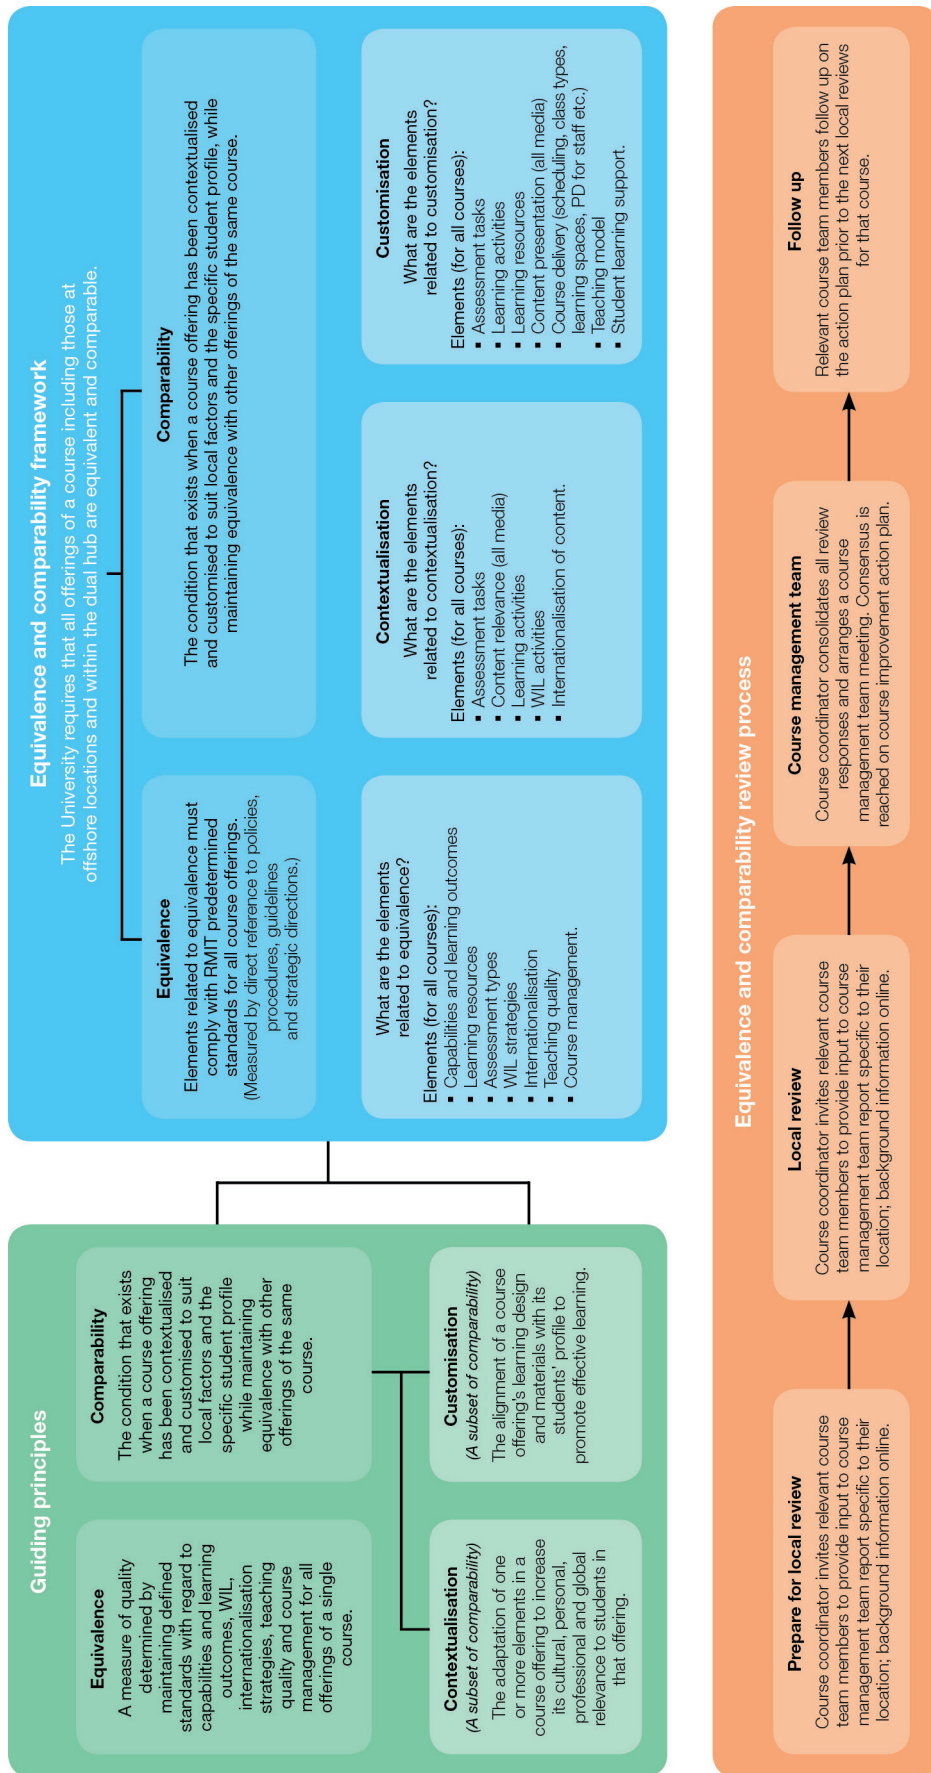 Guiding principles
Equivalence
A measure of quality
determined by
maintaining defined
standards with regard to
capabilities and learning
outcomes, WIL,
internationalisation
strategies, teaching
quality and course
management for all
offerings of a single
course.
Comparability
The condition that exists
when a course offering
has been contextualised
and customised to suit
local factors and the
specific student profile
while maintaining
equivalence with other
offerings of the same
course.
Contextualisation
(A subset of comparability)
The adaptation of one
or more elements in a
course offering to increase
its cultural, personal,
professional and global
relevance to students in
that offering.
Customisation
(A subset of comparability)
The alignment of a course
offering's learning design
and materials with its
students' profile to
promote effective learning.
Equivalence and comparability framework
The University requires that all offerings of a course including those at
offshore locations and within the dual hub are equivalent and comparable.
Equivalence
Elements related to equivalence must
comply with RMIT predetermined
standards for all course offerings.
(Measured by direct reference to policies,
procedures, guidelines
and strategic directions.)
Comparability
The condition that exists when a course offering has been contextualised
and customised to suit local factors and the specific student profile, while
maintaining equivalence with other offerings of the same course.
What are the elements
related to equivalence?
Elements (for all courses):
▪ Capabilities and learning outcomes
▪ Learning resources
▪ Assessment types
▪ WIL strategies
▪ Internationalisation
▪ Teaching quality
▪ Course management.
Contextualisation
What are the elements
related to contextualisation?
Elements (for all courses):
▪ Assessment tasks
▪ Content relevance (all media)
▪ Learning activities
▪ WIL activities
▪ Internationalisation of content.
Customisation
What are the elements
related to customisation?
Elements (for all courses):
▪ Assessment tasks
▪ Learning activities
▪ Learning resources
▪ Content presentation (all media)
▪ Course delivery (scheduling, class types,
learning spaces, PD for staff etc.)
▪ Teaching model
▪ Student learning support.
Equivalence and comparability review process
Prepare for local review
Course coordinator invites relevant course
team members to provide input to course
management team report specific to their
location; background information online.
Local review
Course coordinator invites relevant course
team members to provide input to course
management team report specific to their
location; background information online.
Course management team
Course coordinator consolidates all review
responses and arranges a course
management team meeting. Consensus is
reached on course improvement action plan.
Follow up
Relevant course team members follow up on
the action plan prior to the next local reviews
for that course.